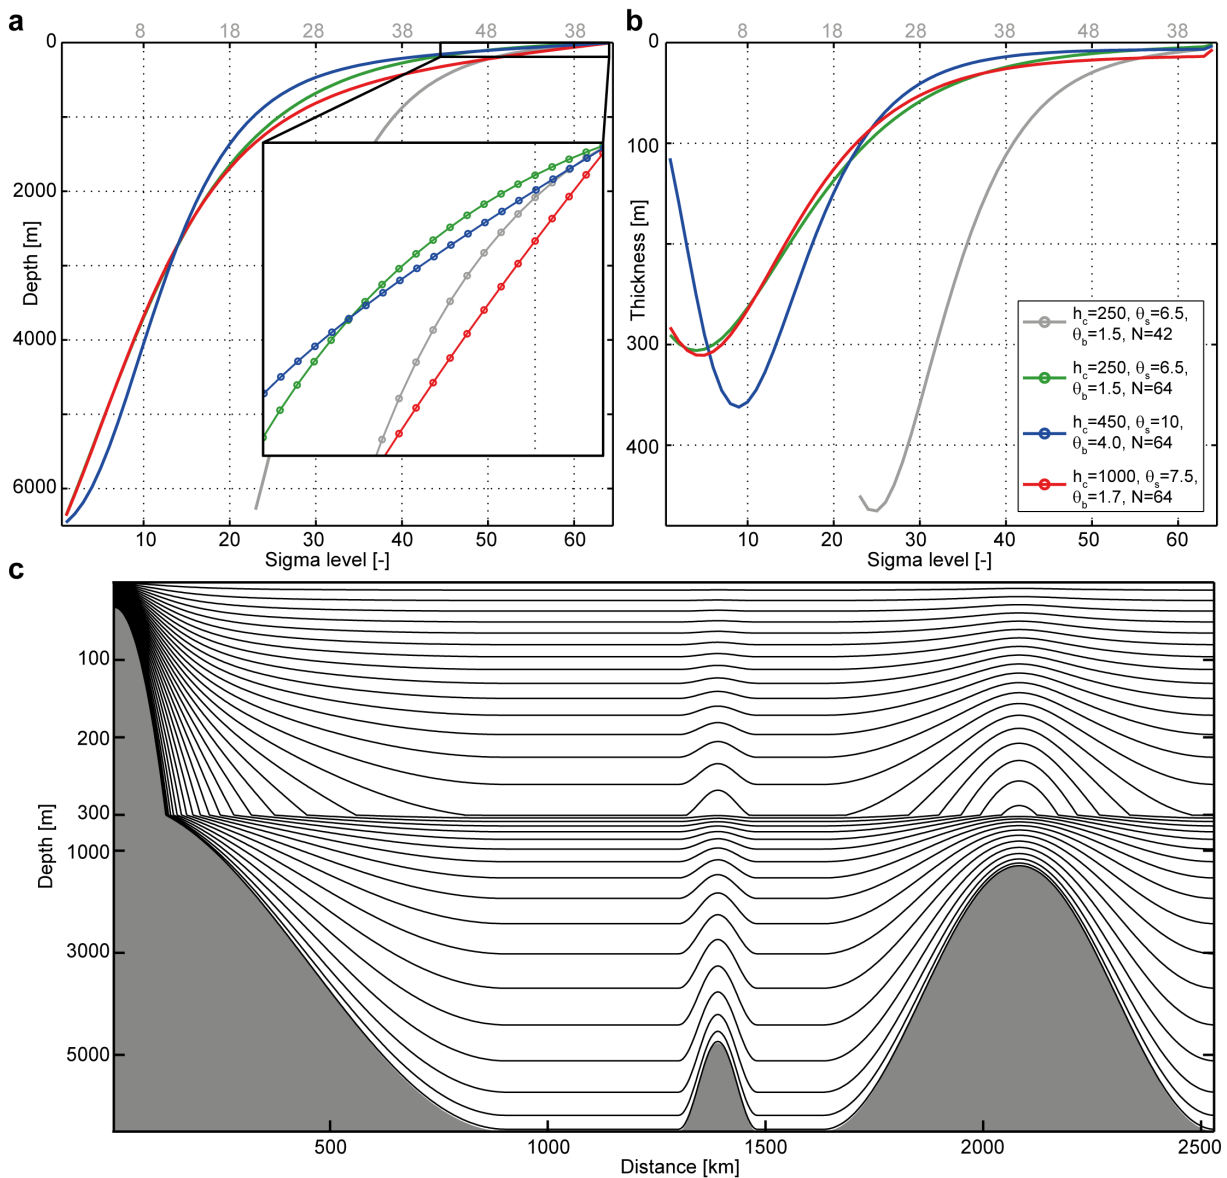 a
8 18 28 38 48 38
0
2000
4000
6000
Depth [m]
10 20 30 40 50 60
Sigma level [-]
b
8 18 28 38 48 38
0
100
300
400
Thickness [m]
10 20 30 40 50 60
Sigma level [-]
h_c=250, θ_s=6.5,
θ_b=1.5, N=42
h_c=250, θ_s=6.5,
θ_b=1.5, N=64
h_c=450, θ_s=10,
θ_b=4.0, N=64
h_c=1000, θ_s=7.5,
θ_b=1.7, N=64
c
100
200
300
1000
3000
5000
Depth [m]
500 1000 1500 2000 2500
Distance [km]